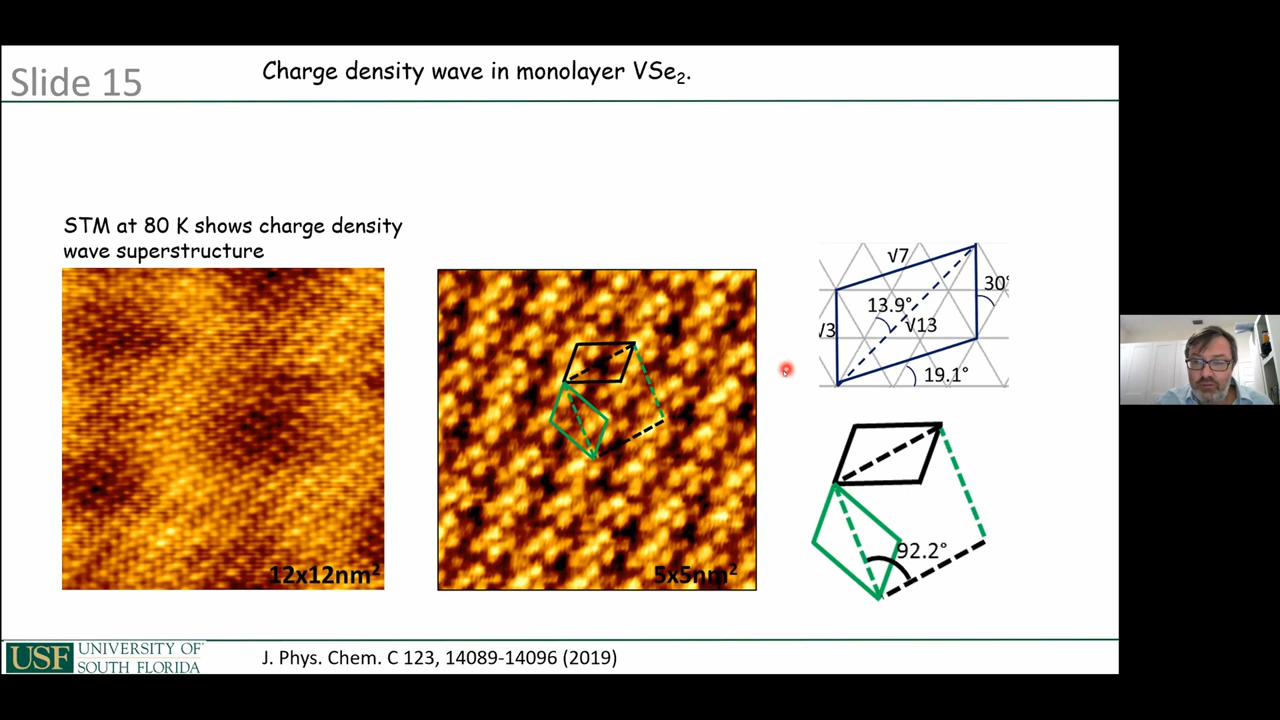 Slide 15
Charge density wave in monolayer VSe₂.
STM at 80 K shows charge density
wave superstructure
12x12nm²
5x5nm²
√7
30°
13.9°
√3
√13
19.1°
92.2°
USF UNIVERSITY OF
SOUTH FLORIDA
J. Phys. Chem. C 123, 14089-14096 (2019)